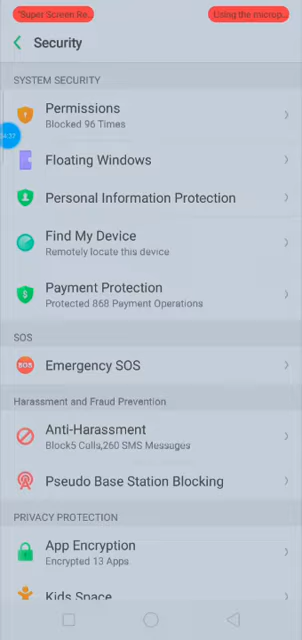 "Super Screen Re...
Using the microp...
Security
SYSTEM SECURITY
Permissions
Blocked 96 Times
04:27
Floating Windows
Personal Information Protection
Find My Device
Remotely locate this device
Payment Protection
Protected 868 Payment Operations
SOS
SOS
Emergency SOS
Harassment and Fraud Prevention
Anti-Harassment
Block5 Calls,260 SMS Messages
Pseudo Base Station Blocking
PRIVACY PROTECTION
App Encryption
Encrypted 13 Apps
Kids Space